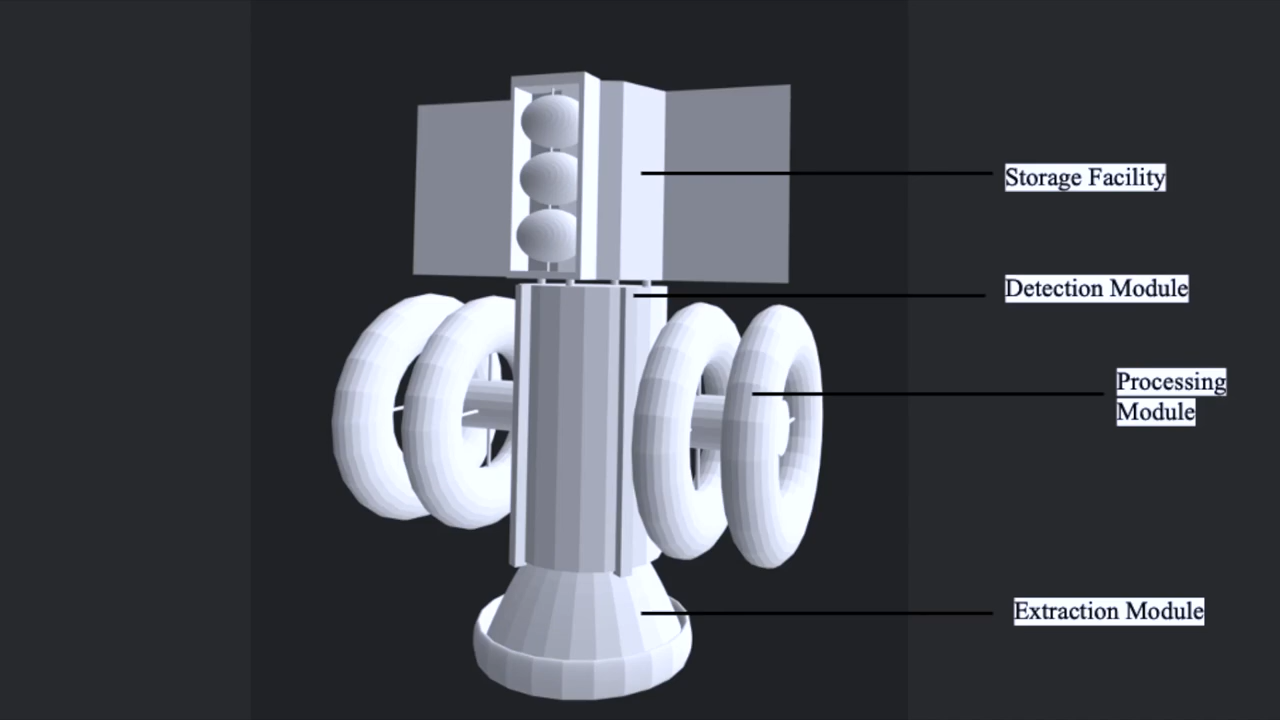 Storage Facility
Detection Module
Processing
Module
Extraction Module